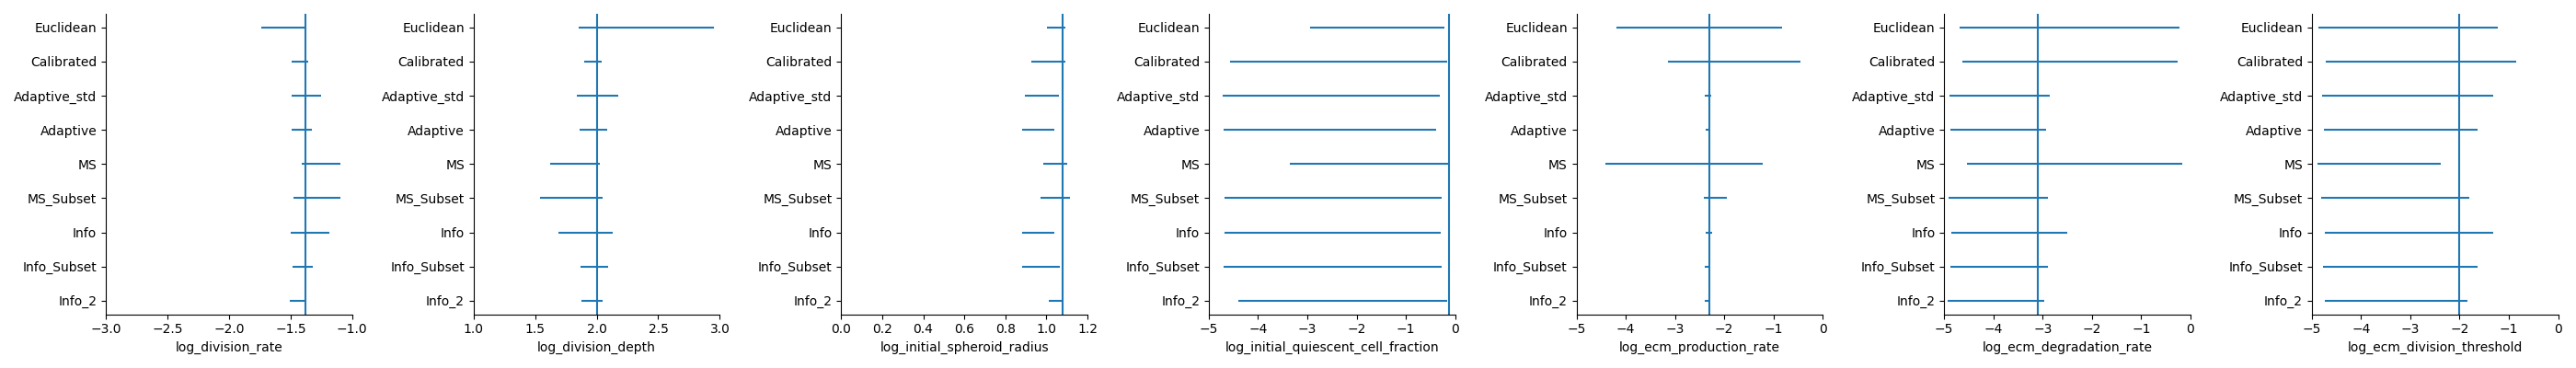 Euclidean
Calibrated
Adaptive_std
Adaptive
MS
MS_Subset
Info
Info_Subset
Info_2
−3.0 −2.5 −2.0 −1.5 −1.0
log_division_rate
Euclidean
Calibrated
Adaptive_std
Adaptive
MS
MS_Subset
Info
Info_Subset
Info_2
1.0 1.5 2.0 2.5 3.0
log_division_depth
Euclidean
Calibrated
Adaptive_std
Adaptive
MS
MS_Subset
Info
Info_Subset
Info_2
0.0 0.2 0.4 0.6 0.8 1.0 1.2
log_initial_spheroid_radius
Euclidean
Calibrated
Adaptive_std
Adaptive
MS
MS_Subset
Info
Info_Subset
Info_2
−5 −4 −3 −2 −1 0
log_initial_quiescent_cell_fraction
Euclidean
Calibrated
Adaptive_std
Adaptive
MS
MS_Subset
Info
Info_Subset
Info_2
−5 −4 −3 −2 −1 0
log_ecm_production_rate
Euclidean
Calibrated
Adaptive_std
Adaptive
MS
MS_Subset
Info
Info_Subset
Info_2
−5 −4 −3 −2 −1 0
log_ecm_degradation_rate
Euclidean
Calibrated
Adaptive_std
Adaptive
MS
MS_Subset
Info
Info_Subset
Info_2
−5 −4 −3 −2 −1 0
log_ecm_division_threshold